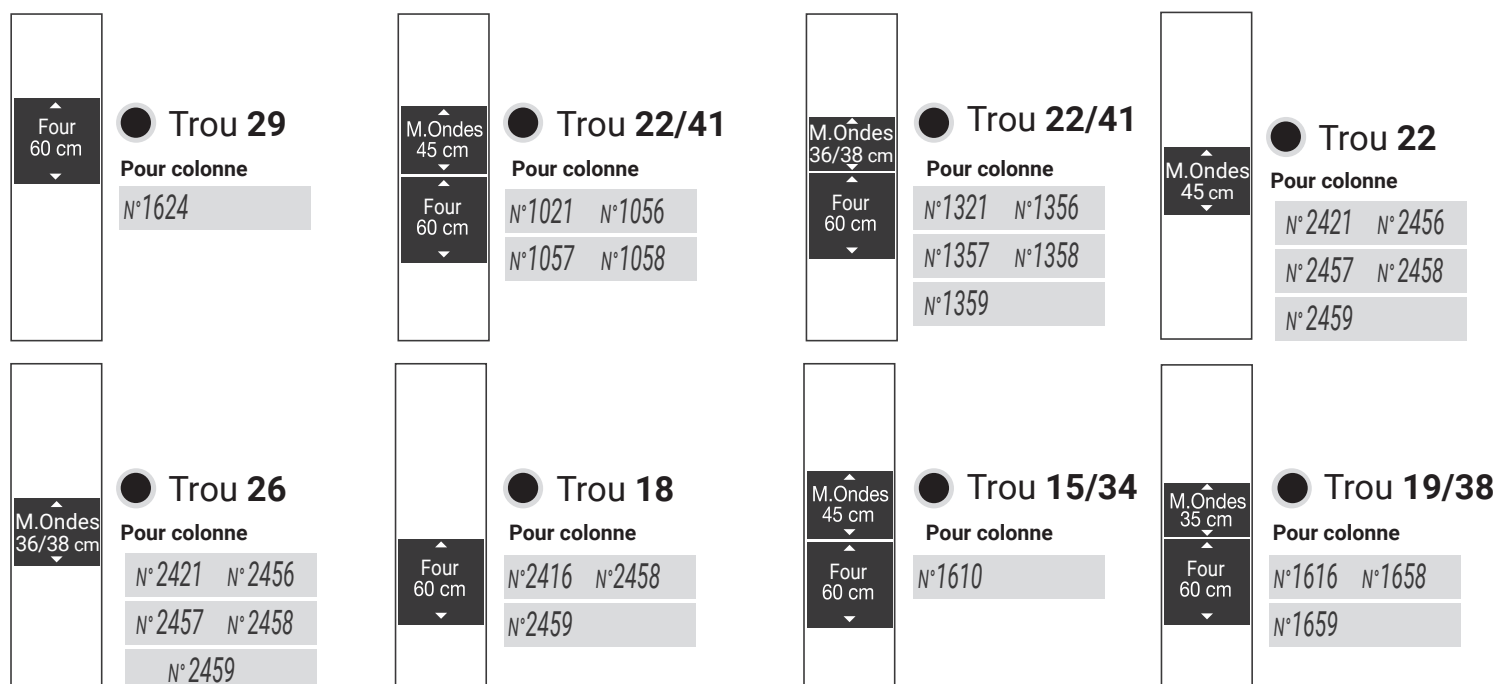 Four
60 cm
Trou 29
Pour colonne
N°1624
M.Ondes
45 cm
Four
60 cm
Trou 22/41
Pour colonne
N°1021 N°1056
N°1057 N°1058
M.Ondes
36/38 cm
Four
60 cm
Trou 22/41
Pour colonne
N°1321 N°1356
N°1357 N°1358
N°1359
M.Ondes
45 cm
Trou 22
Pour colonne
N°2421 N°2456
N°2457 N°2458
N°2459
M.Ondes
36/38 cm
Trou 26
Pour colonne
N°2421 N°2456
N°2457 N°2458
N°2459
Four
60 cm
Trou 18
Pour colonne
N°2416 N°2458
N°2459
M.Ondes
45 cm
Four
60 cm
Trou 15/34
Pour colonne
N°1610
M.Ondes
35 cm
Four
60 cm
Trou 19/38
Pour colonne
N°1616 N°1658
N°1659